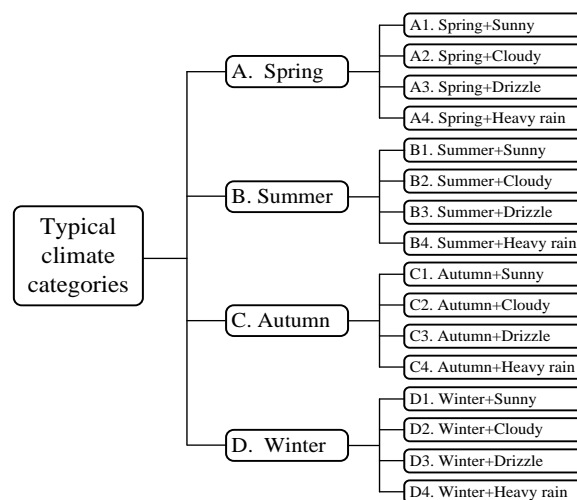 Typical
climate
categories
A. Spring
A1. Spring+Sunny
A2. Spring+Cloudy
A3. Spring+Drizzle
A4. Spring+Heavy rain
B. Summer
B1. Summer+Sunny
B2. Summer+Cloudy
B3. Summer+Drizzle
B4. Summer+Heavy rain
C. Autumn
C1. Autumn+Sunny
C2. Autumn+Cloudy
C3. Autumn+Drizzle
C4. Autumn+Heavy rain
D. Winter
D1. Winter+Sunny
D2. Winter+Cloudy
D3. Winter+Drizzle
D4. Winter+Heavy rain